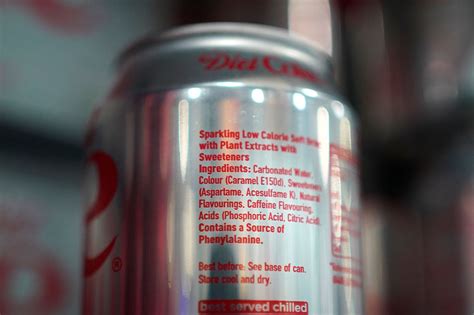 Diet Coke
Sparkling Low Calorie Soft Drink
with Plant Extracts with
Sweeteners
Ingredients: Carbonated Water,
Colour (Caramel E150d), Sweeteners
(Aspartame, Acesulfame K), Natural
Flavourings, Caffeine Flavouring,
Acids (Phosphoric Acid, Citric Acid).
Contains a Source of
Phenylalanine.
Best before: See base of can.
Store cool and dry.
best served chilled
®